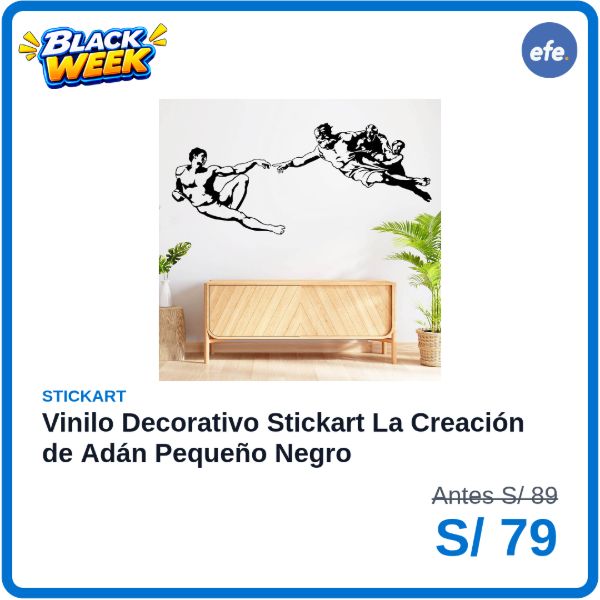 BLACK
WEEK
efe.
STICKART
Vinilo Decorativo Stickart La Creación
de Adán Pequeño Negro
Antes S/ 89
S/ 79